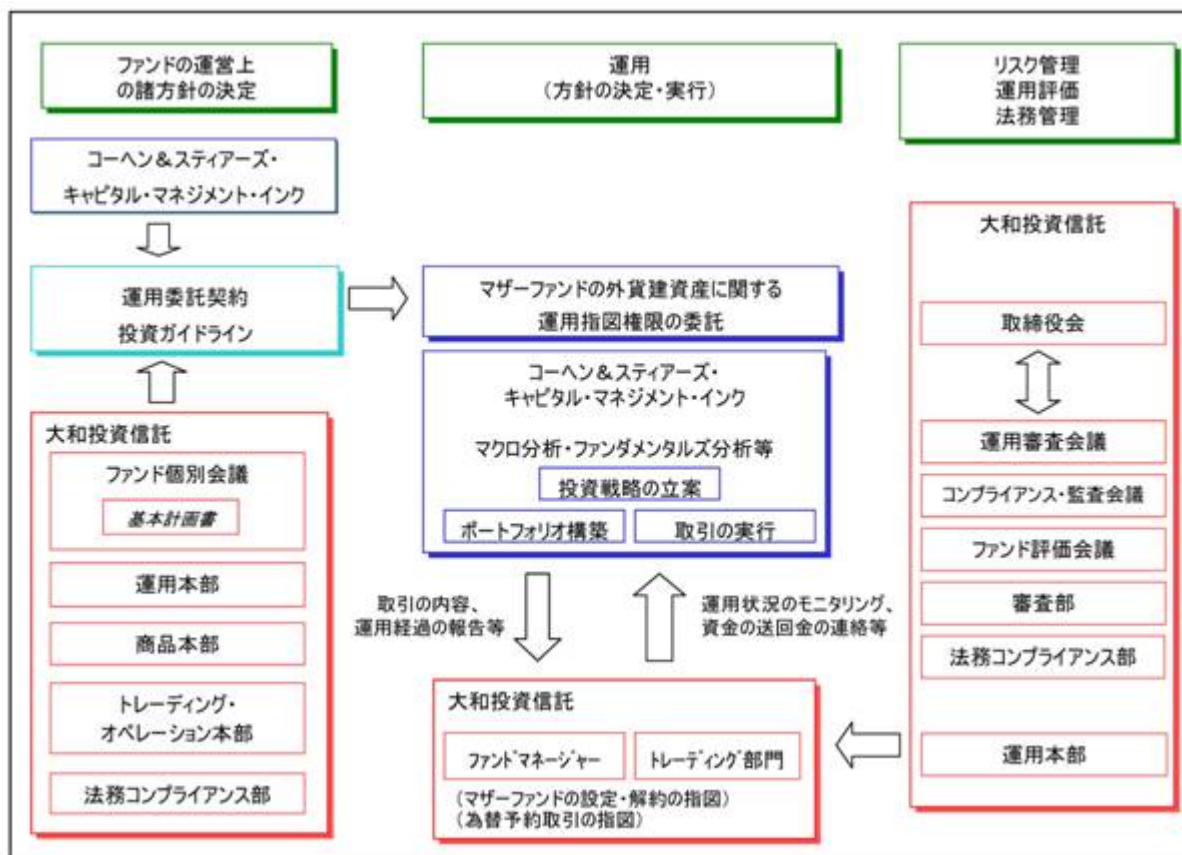 ファンドの運営上
の諸方針の決定
運用
(方針の決定・実行)
リスク管理
運用評価
法務管理
コーヘン&スティアーズ・
キャピタル・マネジメント・インク
運用委託契約
投資ガイドライン
大和投資信託
ファンド個別会議
基本計画書
運用本部
商品本部
トレーディング・
オペレーション本部
法務コンプライアンス部
マザーファンドの外貨建資産に関する
運用指図権限の委託
コーヘン&スティアーズ・
キャピタル・マネジメント・インク
マクロ分析・ファンダメンタルズ分析等
投資戦略の立案
ポートフォリオ構築
取引の実行
取引の内容、
運用経過の報告等
運用状況のモニタリング、
資金の送回金の連絡等
大和投資信託
ファンドマネージャー
トレーディング部門
(マザーファンドの設定・解約の指図)
(為替予約取引の指図)
大和投資信託
取締役会
運用審査会議
コンプライアンス・監査会議
ファンド評価会議
審査部
法務コンプライアンス部
運用本部